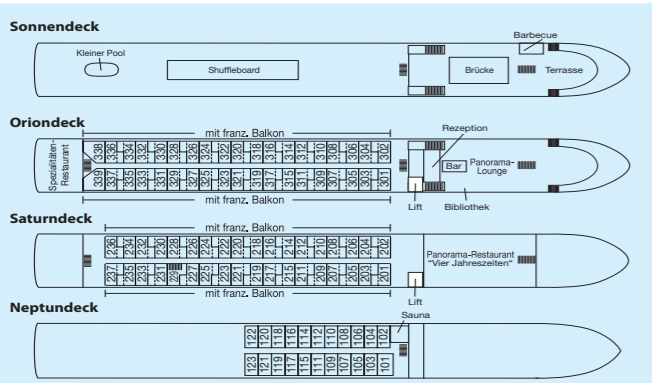 Sonnendeck
Barbecue
Kleiner Pool
Shuffleboard
Brücke
Terrasse
Oriondeck
mit franz. Balkon
Rezeption
Spezialitäten-
Restaurant
338 336 334 332 330 328 326 324 322 320 318 316 314 312 310 308 306 304 302
339 337 335 333 331 329 327 325 323 321 319 317 315 311 309 307 305 303 301
Bar
Panorama-
Lounge
mit franz. Balkon
Lift
Bibliothek
Saturndeck
236 234 232 230 228 226 224 222 220 218 216 214 212 210 208 206 204 202
237 235 233 231 229 227 225 223 221 219 217 215 211 209 207 205 203 201
Panorama-Restaurant
"Vier Jahreszeiten"
mit franz. Balkon
Lift
Neptundeck
Sauna
122 120 118 116 114 112 110 108 106 104 102
123 121 119 117 115 111 109 107 105 103 101